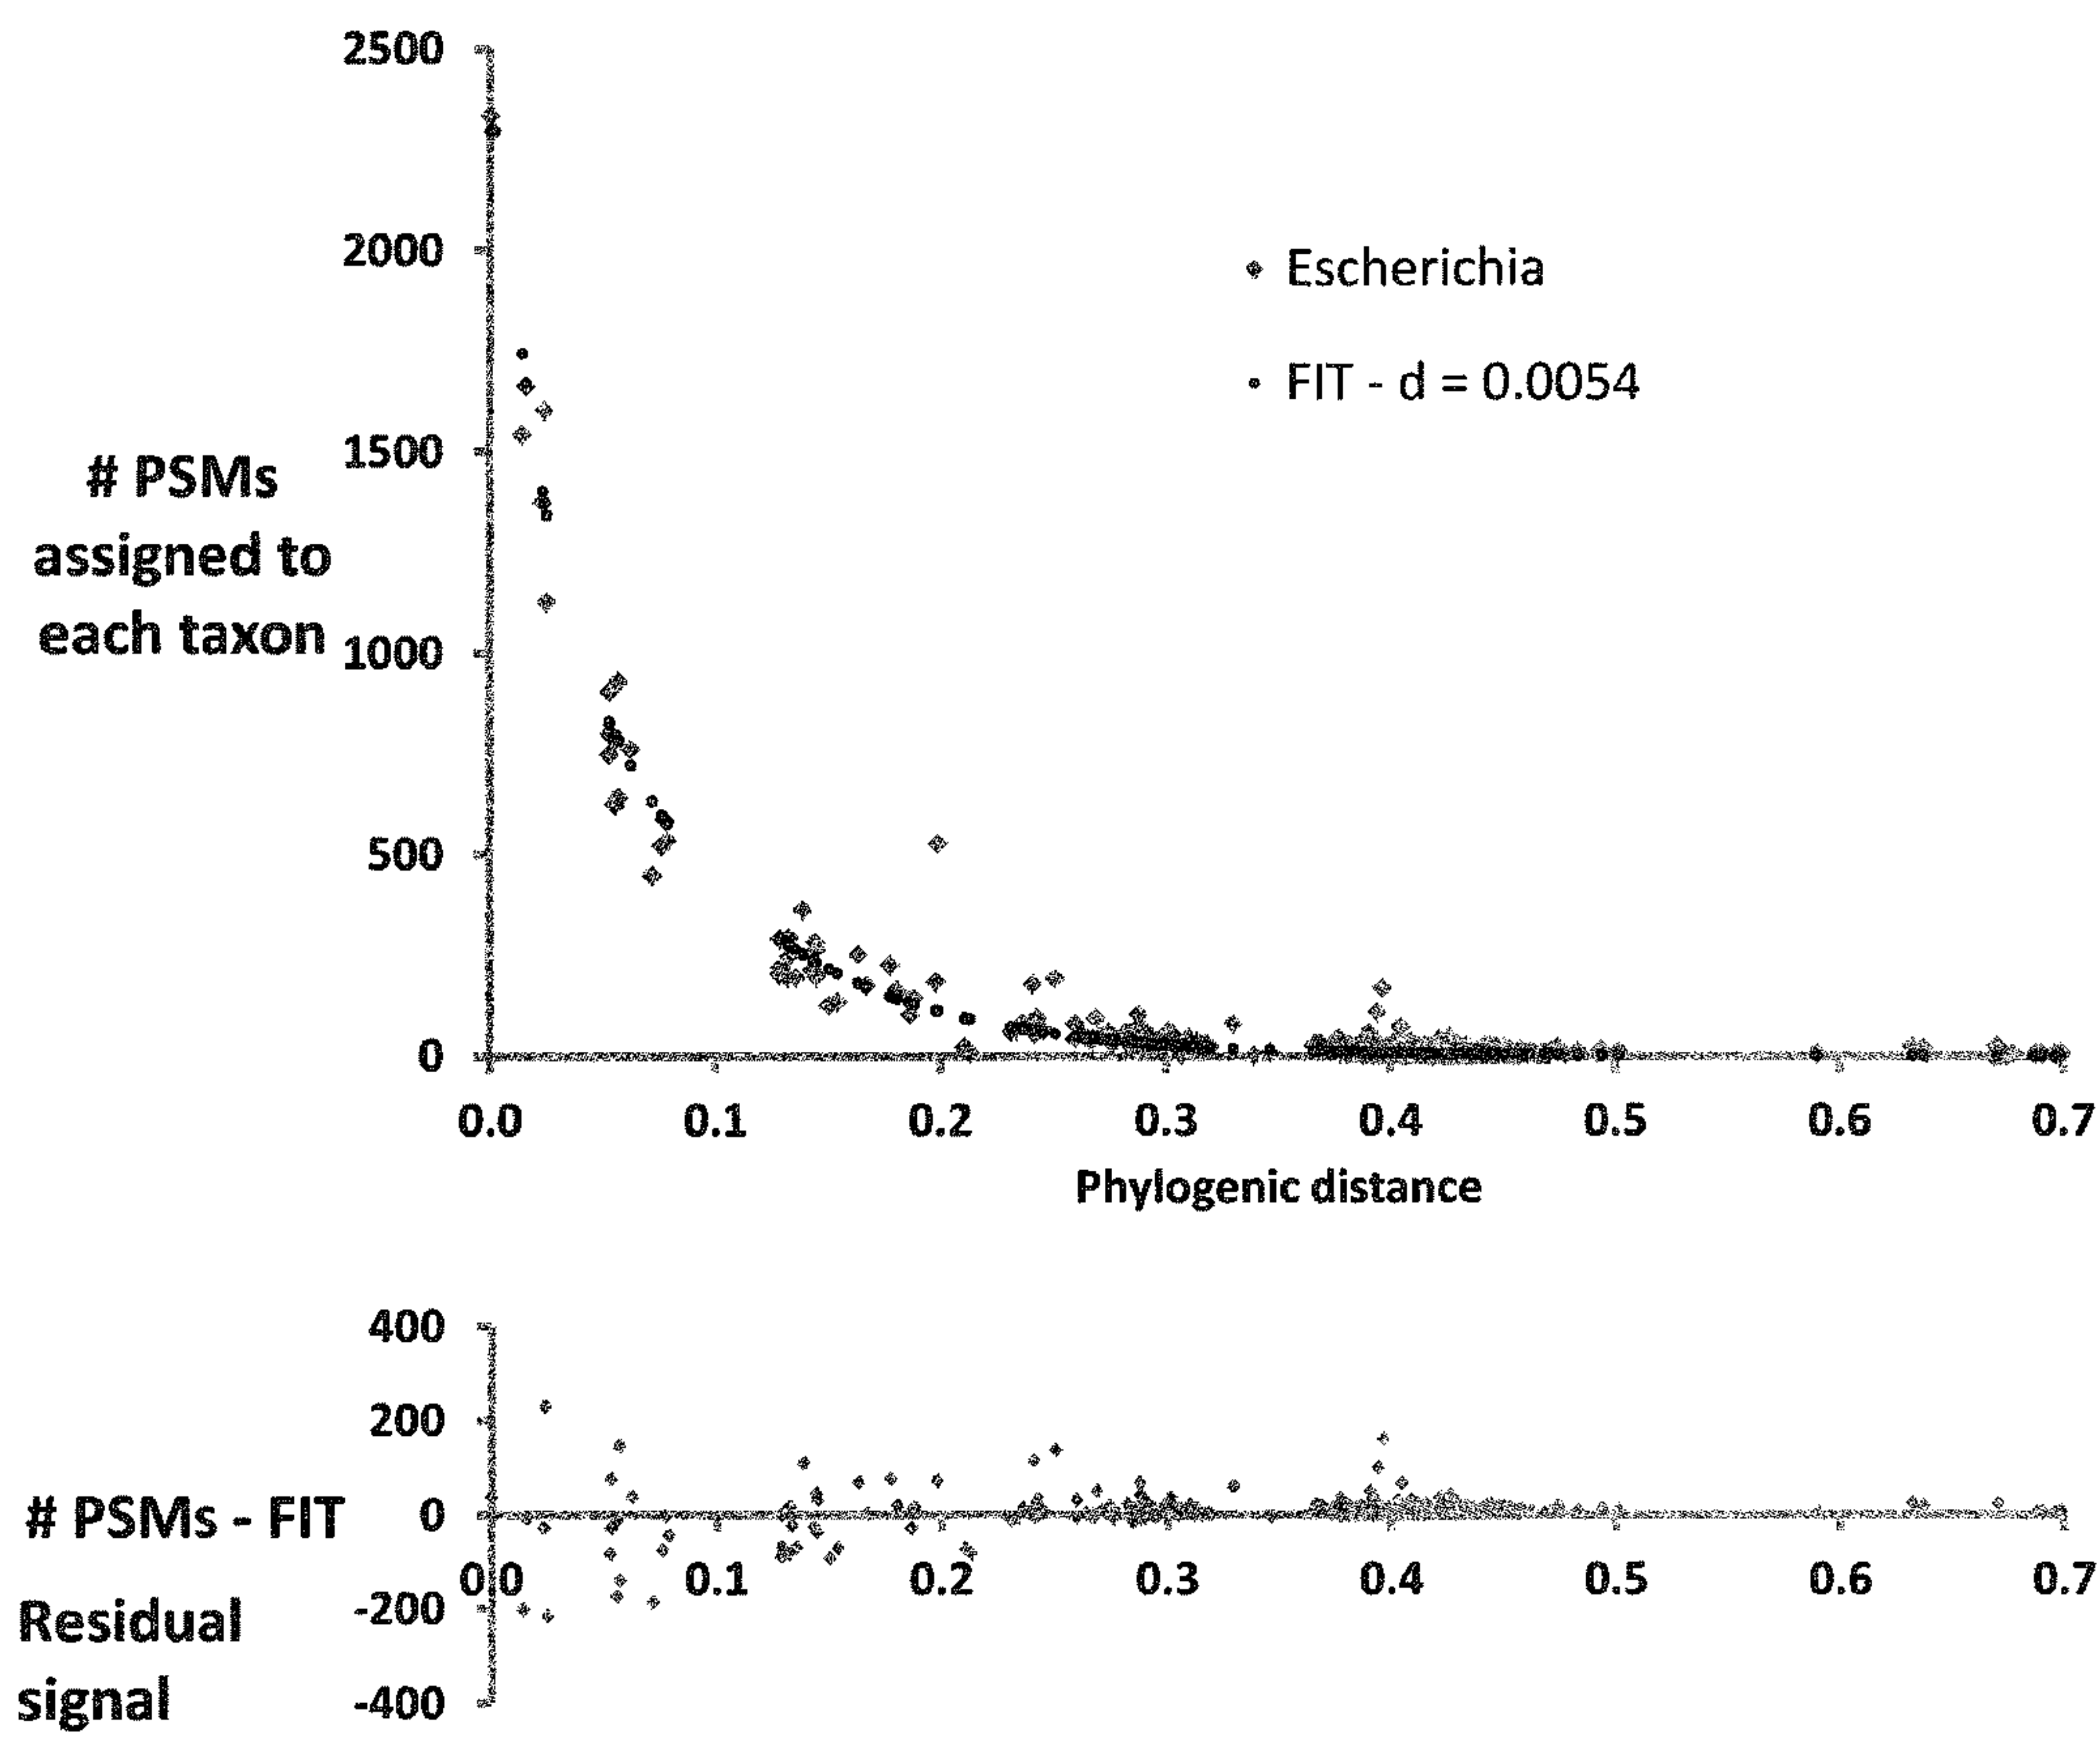 2500
2000
Escherichia
FIT - d = 0.0054
# PSMs
assigned to
each taxon
1500
1000
500
0
0.0 0.1 0.2 0.3 0.4 0.5 0.6 0.7
Phylogenic distance
400
200
# PSMs - FIT
0
0.0 0.1 0.2 0.3 0.4 0.5 0.6 0.7
Residual
signal
-200
-400